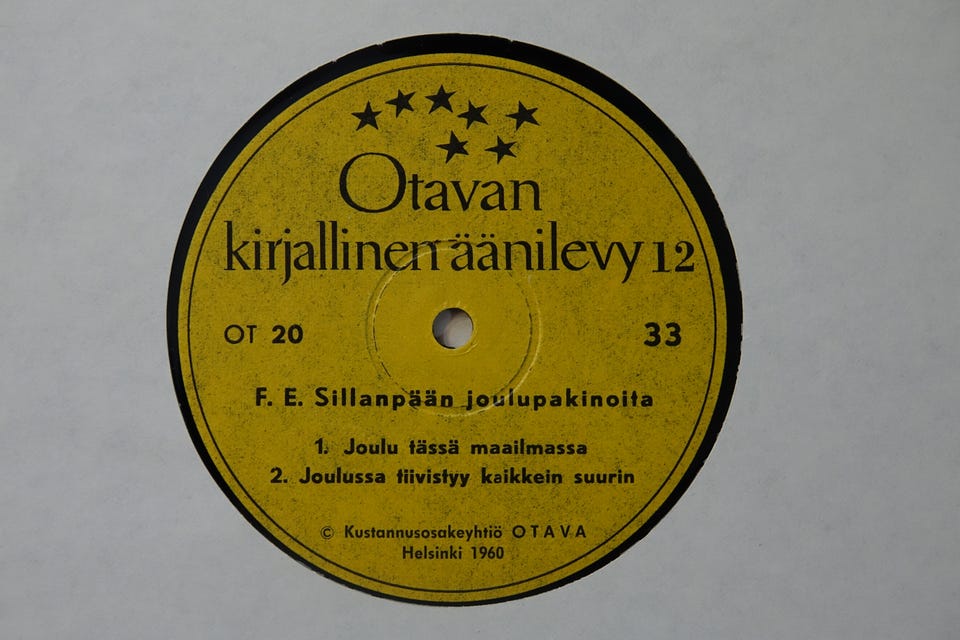 Otavan
kirjallinen äänilevy 12
OT 20 33
F. E. Sillanpään joulupakinoita
1. Joulu tässä maailmassa
2. Joulussa tiivistyy kaikkein suurin
© Kustannusosakeyhtiö OTAVA
Helsinki 1960